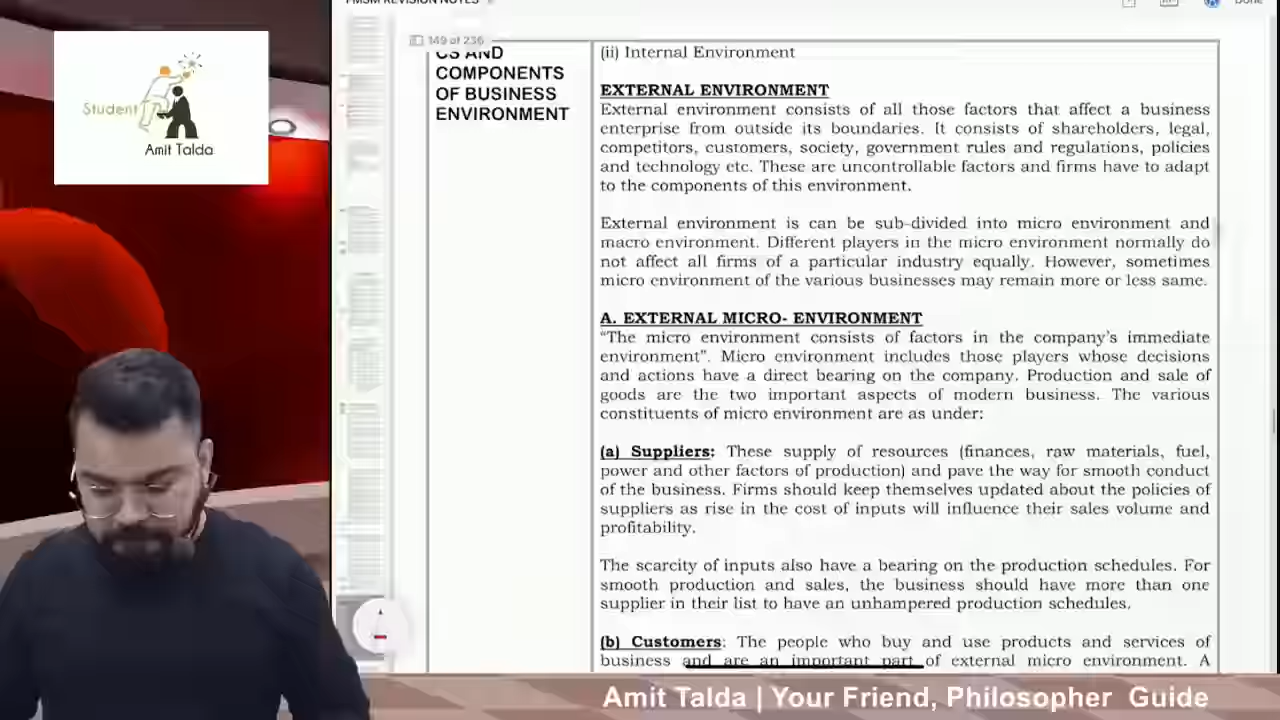 FMSM REVISION NOTES
Done
149 of 236
Student
Amit Talda
CS AND
COMPONENTS
OF BUSINESS
ENVIRONMENT
(ii) Internal Environment
EXTERNAL ENVIRONMENT
External environment consists of all those factors that affect a business
enterprise from outside its boundaries. It consists of shareholders, legal,
competitors, customers, society, government rules and regulations, policies
and technology etc. These are uncontrollable factors and firms have to adapt
to the components of this environment.
External environment is can be sub-divided into micro environment and
environment. Different players in the micro environment normally do
not affect all firms of a particular industry equally. However, sometimes
micro environment of the various businesses may remain more or less same.
A. EXTERNAL MICRO- ENVIRONMENT
“The micro environment consists of factors in the company’s immediate
environment”. Micro environment includes those players whose decisions
and actions have a direct bearing on the company. Production and sale of
goods are the two important aspects of modern business. The various
constituents of micro environment are as under:
(a) Suppliers: These supply of resources (finances, raw materials, fuel,
power and other factors of production) and pave the way for smooth conduct
of the business. Firms should keep themselves updated about the policies of
suppliers as rise in the cost of inputs will influence their sales volume and
profitability.
The scarcity of inputs also have a bearing on the production schedules. For
smooth production and sales, the business should have more than one
supplier in their list to have an unhampered production schedules.
(b) Customers: The people who buy and use products and services of
business and are an important part of external micro environment. A
Amit Talda | Your Friend, Philosopher Guide